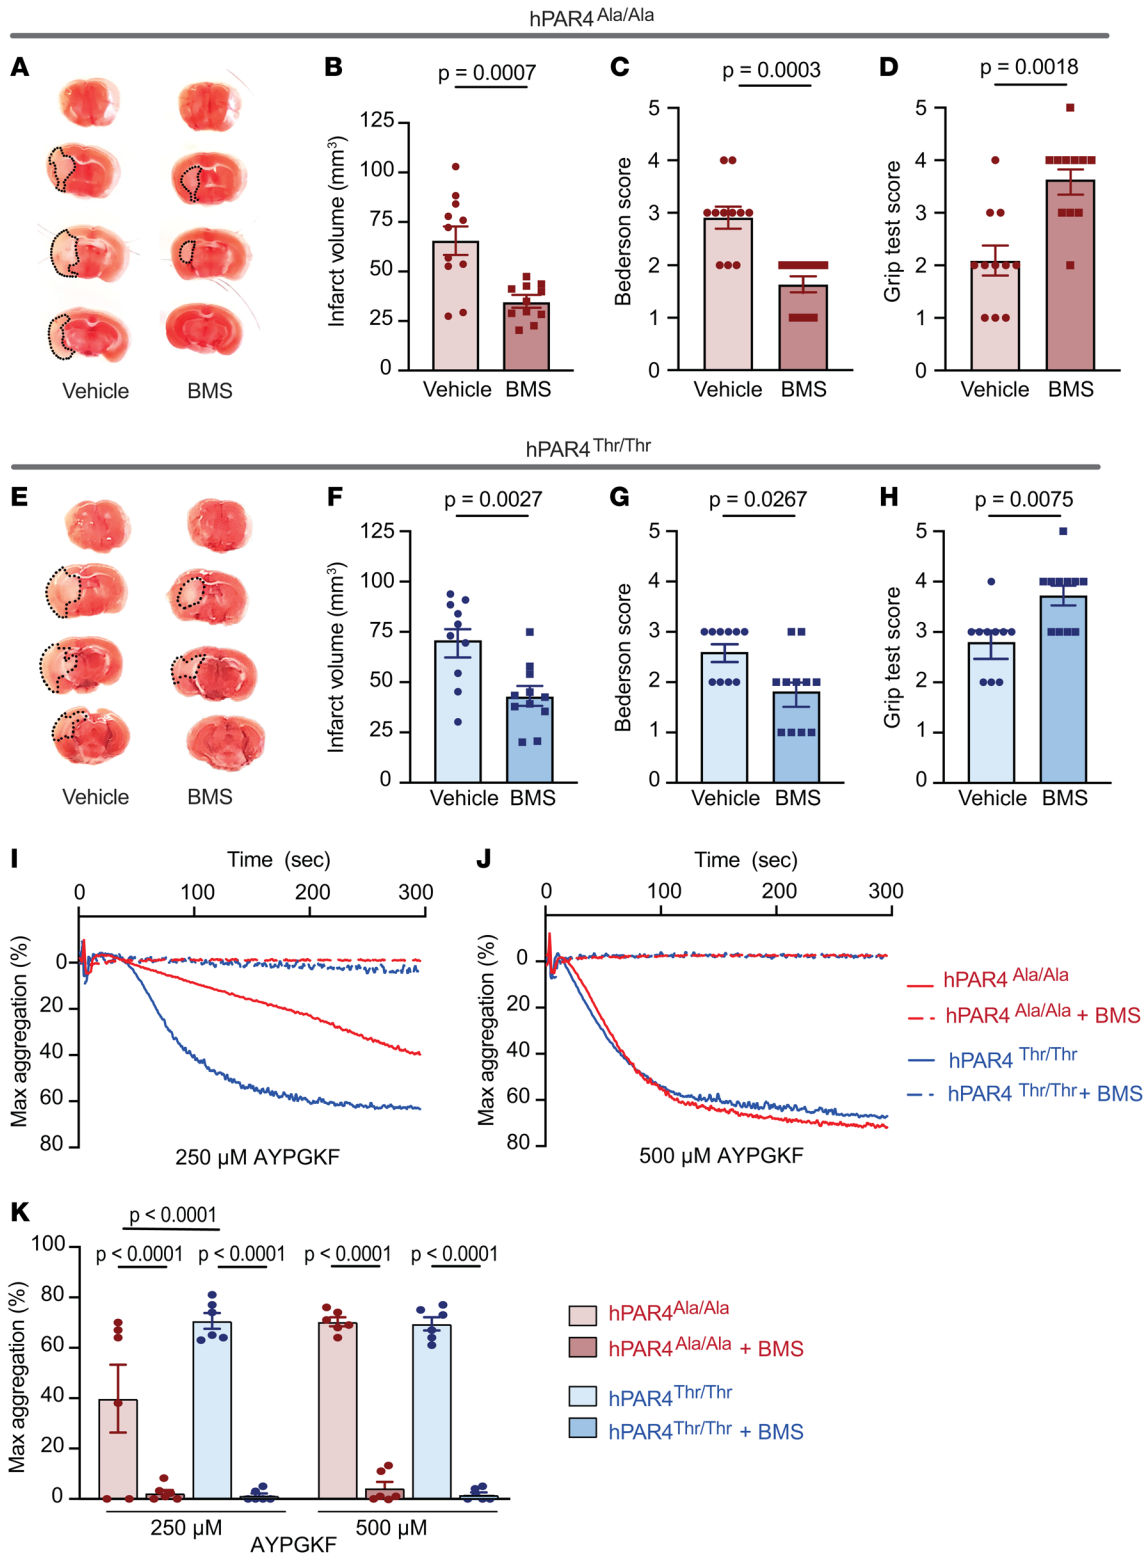 hPAR4 Ala/Ala
A
B
C
D
p = 0.0007
p = 0.0003
p = 0.0018
Infarct volume (mm³)
125
100
75
50
25
0
Bederson score
5
4
3
2
1
0
Grip test score
5
4
3
2
1
0
Vehicle
BMS
Vehicle BMS
Vehicle BMS
Vehicle BMS
hPAR4 Thr/Thr
E
F
G
H
p = 0.0027
p = 0.0267
p = 0.0075
Infarct volume (mm³)
125
100
75
50
25
0
Bederson score
5
4
3
2
1
0
Grip test score
5
4
3
2
1
0
Vehicle
BMS
Vehicle BMS
Vehicle BMS
Vehicle BMS
I
Time (sec)
0 100 200 300
Max aggregation (%)
0
20
40
60
80
250 µM AYPGKF
J
Time (sec)
0 100 200 300
Max aggregation (%)
0
20
40
60
80
500 µM AYPGKF
hPAR4 Ala/Ala
hPAR4 Ala/Ala + BMS
hPAR4 Thr/Thr
hPAR4 Thr/Thr + BMS
K
p < 0.0001
p < 0.0001 p < 0.0001 p < 0.0001 p < 0.0001
Max aggregation (%)
100
80
60
40
20
0
250 µM
500 µM
AYPGKF
hPAR4 Ala/Ala
hPAR4 Ala/Ala + BMS
hPAR4 Thr/Thr
hPAR4 Thr/Thr + BMS